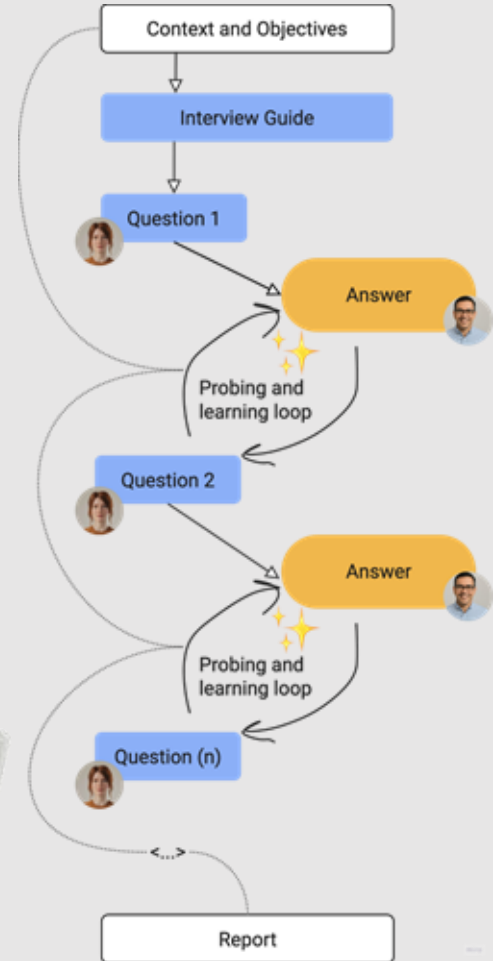 Context and Objectives
Interview Guide
Question 1
Answer
Probing and
learning loop
Question 2
Answer
Probing and
learning loop
Question (n)
<...>
Report